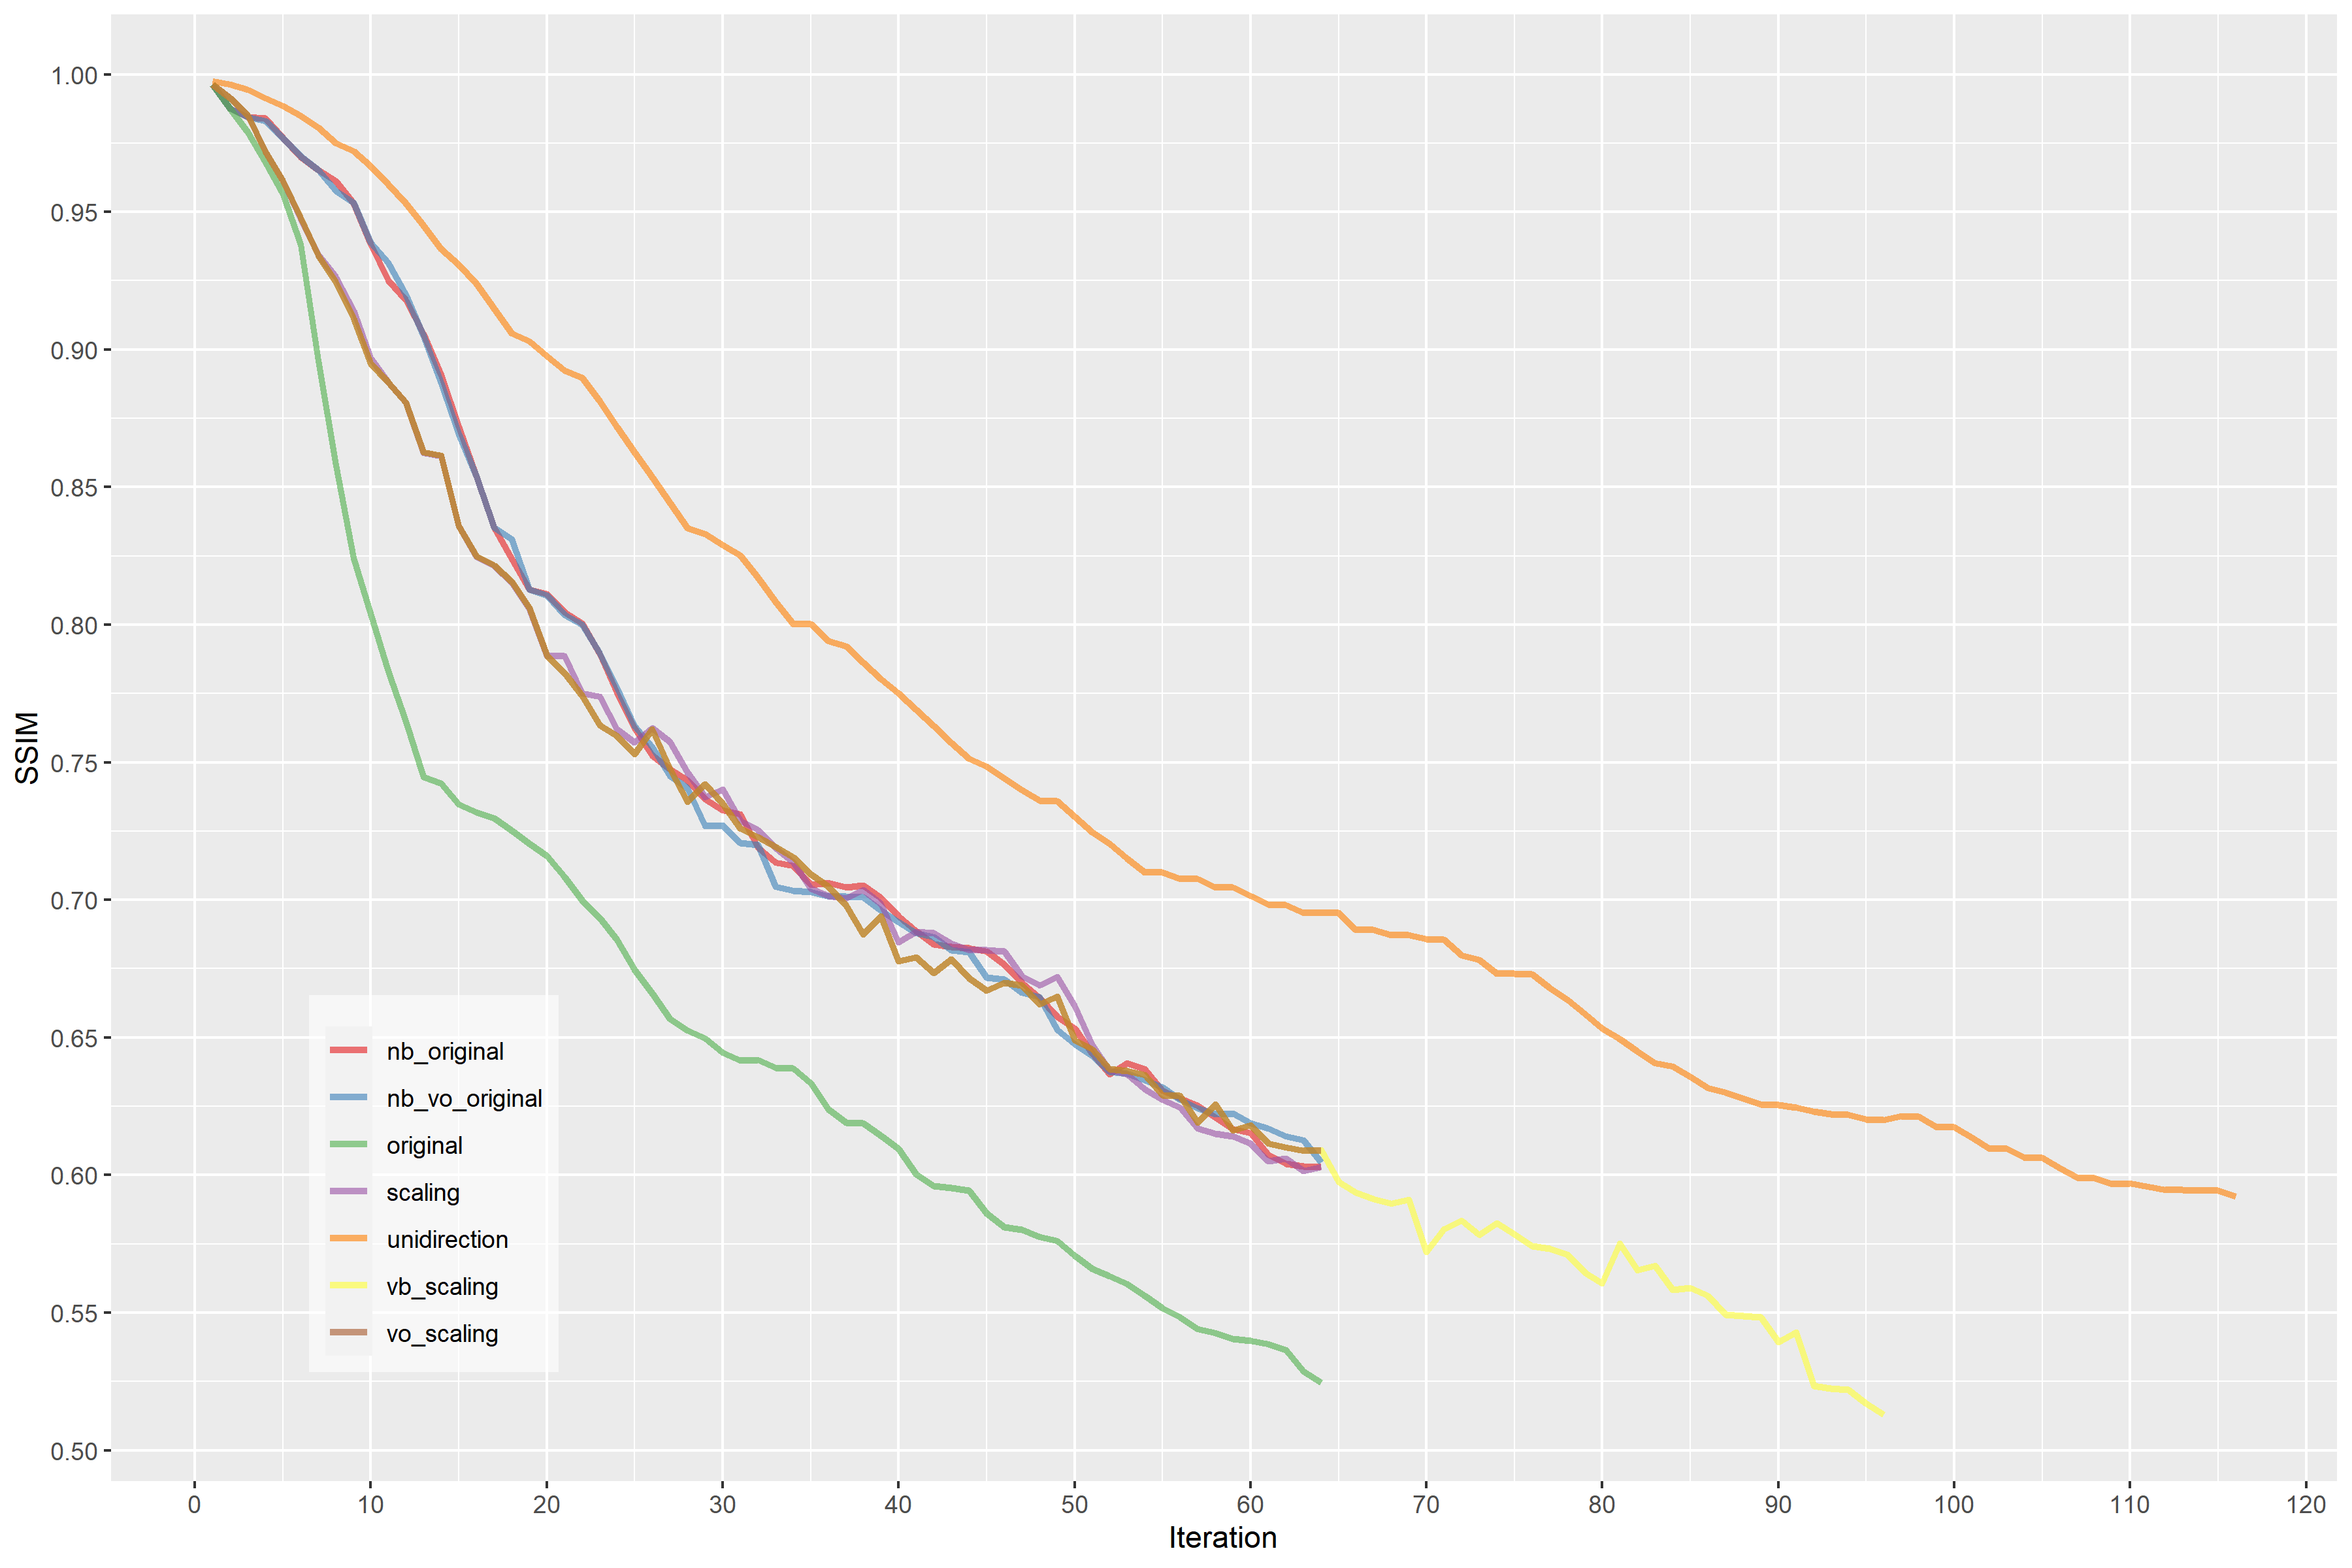 1.00
0.95
0.90
0.85
0.80
0.75
0.70
0.65
0.60
0.55
0.50
SSIM
nb_original
nb_vo_original
original
scaling
unidirection
vb_scaling
vo_scaling
0 10 20 30 40 50 60 70 80 90 100 110 120
Iteration